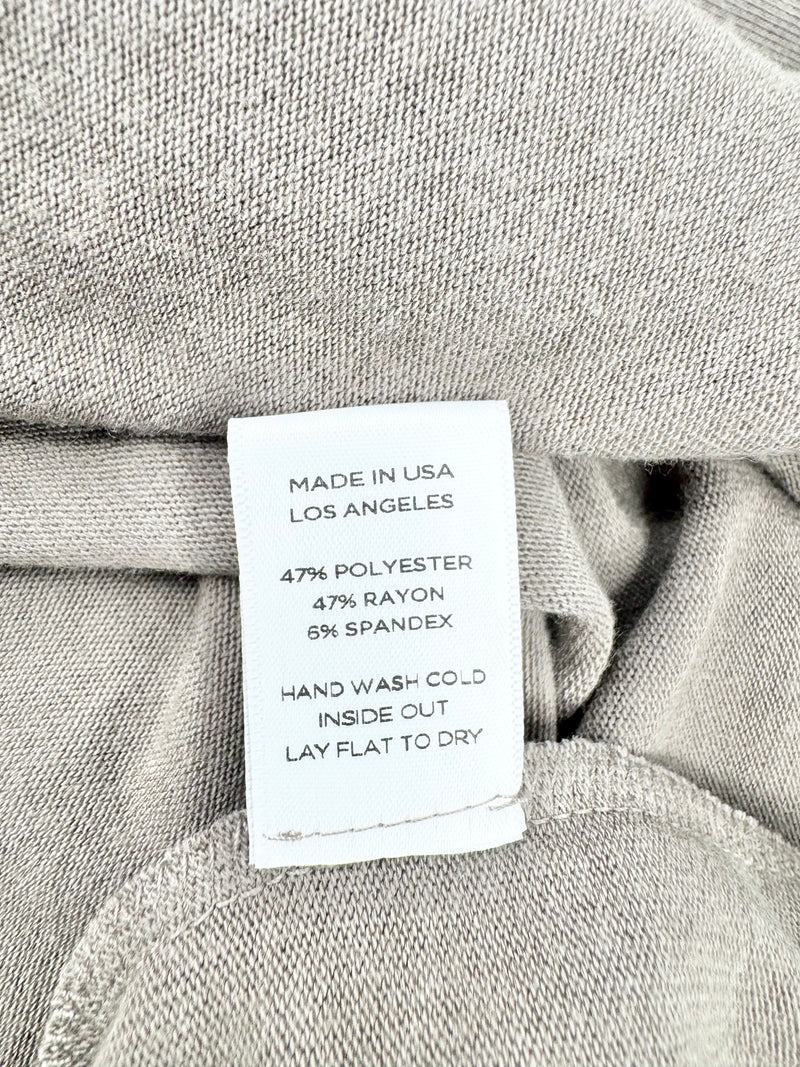 MADE IN USA
LOS ANGELES
47% POLYESTER
47% RAYON
6% SPANDEX
HAND WASH COLD
INSIDE OUT
LAY FLAT TO DRY